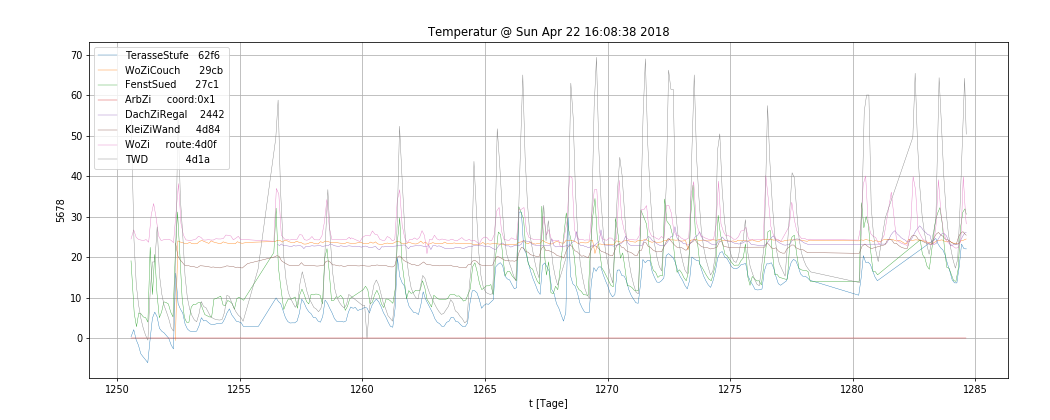 Temperatur @ Sun Apr 22 16:08:38 2018
70
60
50
40
30
20
10
0
5678
TerasseStufe 62f6
WoZiCouch 29cb
FenstSued 27c1
ArbZi coord:0x1
DachZiRegal 2442
KleiZiWand 4d84
WoZi route:4d0f
TWD 4d1a
1250 1255 1260 1265 1270 1275 1280 1285
t [Tage]